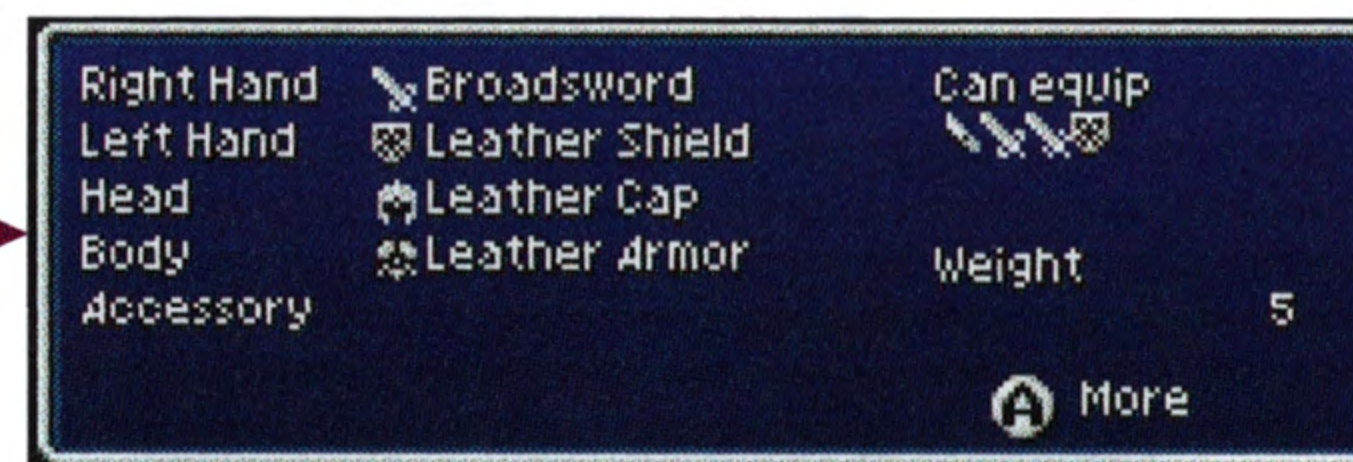 Right Hand Broadsword
Left Hand Leather Shield
Head Leather Cap
Body Leather Armor
Accessory
Can equip
Weight
5
A More